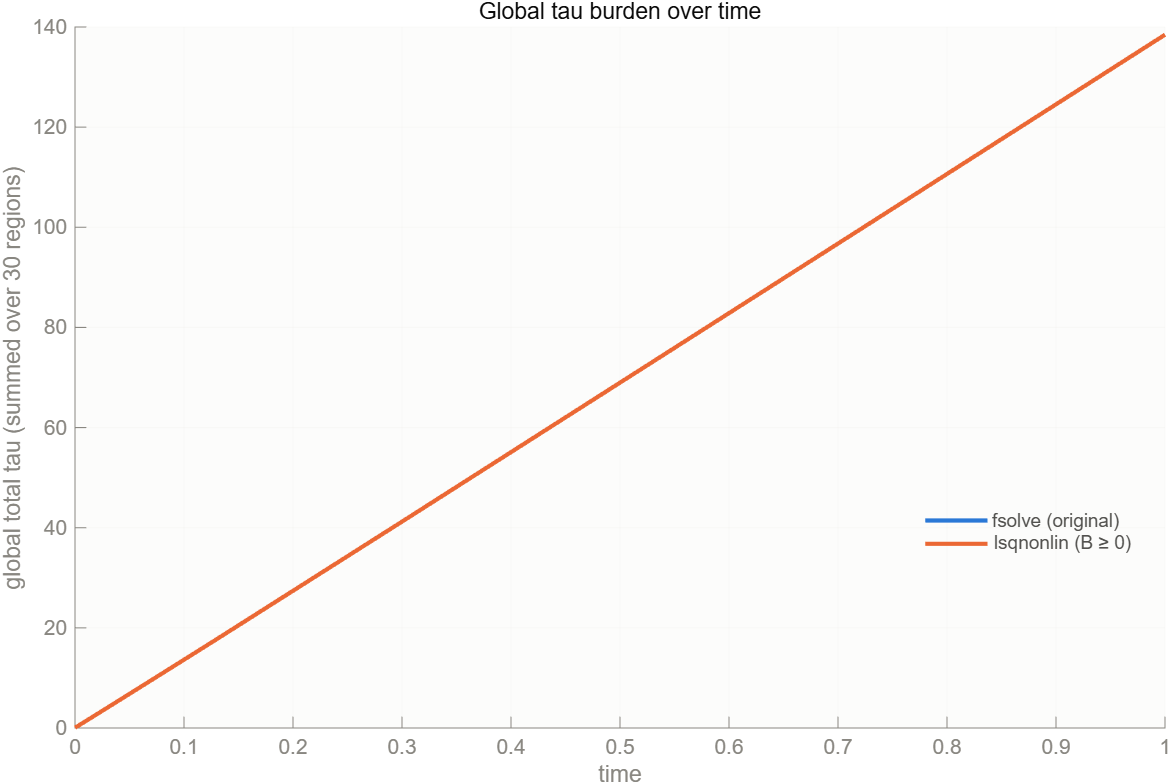 Global tau burden over time
global total tau (summed over 30 regions)
140
120
100
80
60
40
20
0
fsolve (original)
lsqnonlin (B ≥ 0)
0 0.1 0.2 0.3 0.4 0.5 0.6 0.7 0.8 0.9 1
time